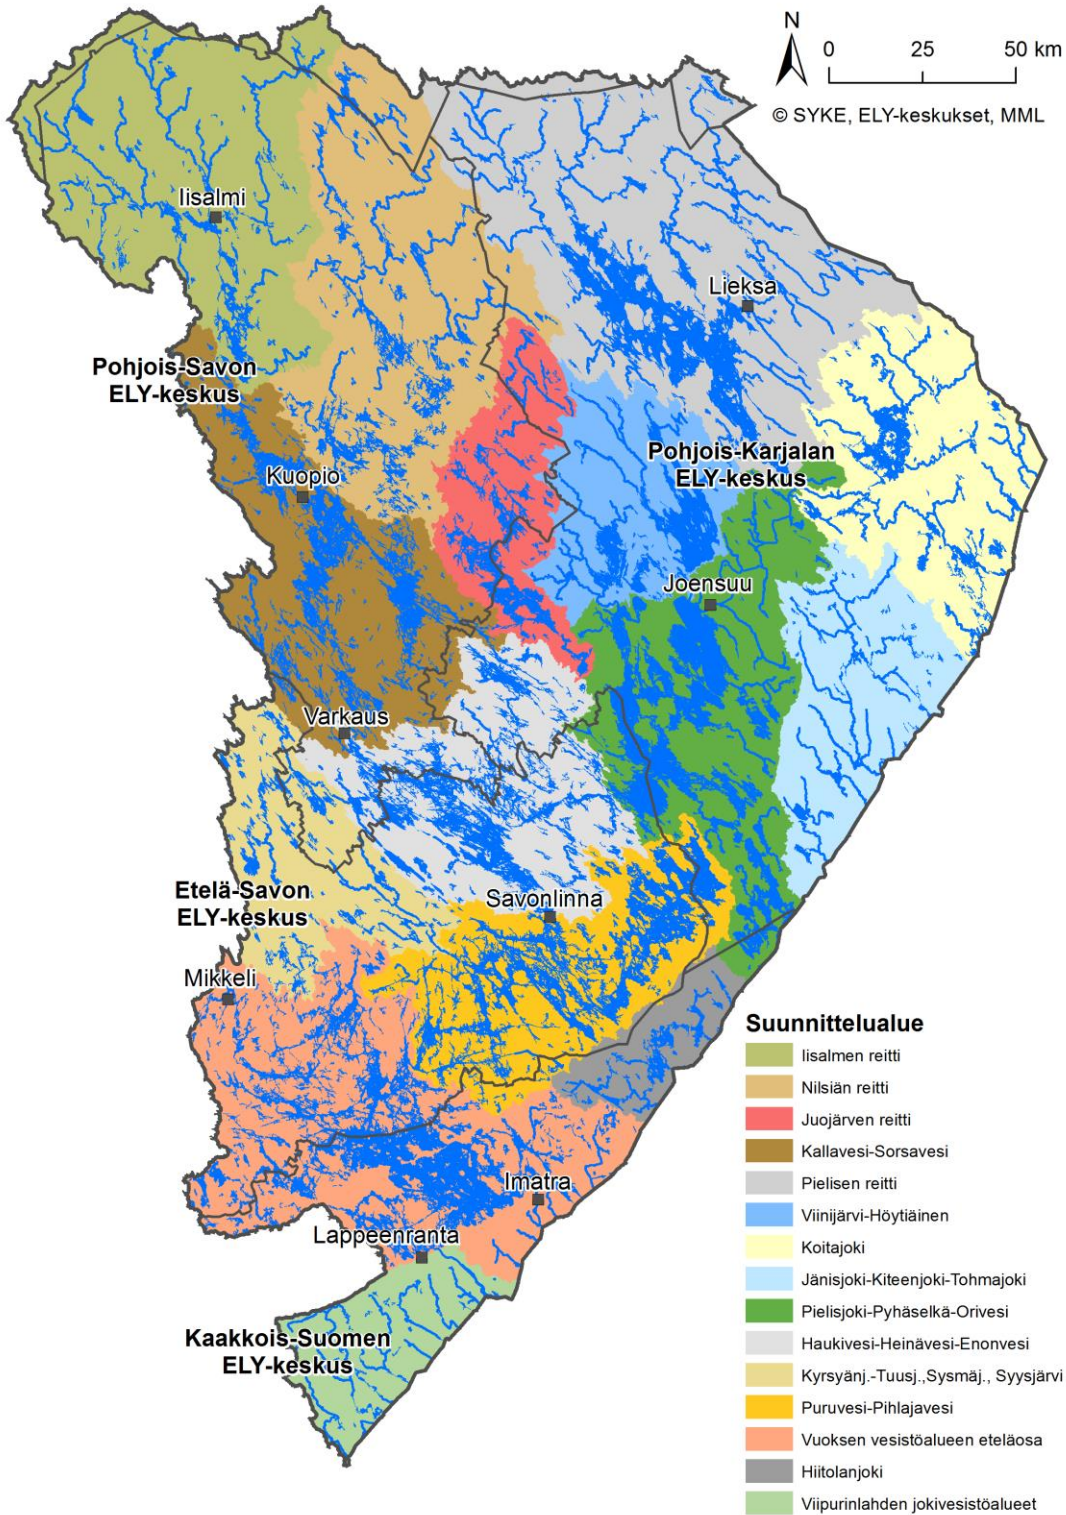 N
0 25 50 km
© SYKE, ELY-keskukset, MML
Iisalmi
Lieksa
Pohjois-Savon
ELY-keskus
Pohjois-Karjalan
ELY-keskus
Kuopio
Joensuu
Varkaus
Etelä-Savon
ELY-keskus
Savonlinna
Mikkeli
Imatra
Lappeenranta
Kaakkois-Suomen
ELY-keskus
Suunnittelualue
Iisalmen reitti
Nilsiän reitti
Juojärven reitti
Kallavesi-Sorsavesi
Pielisen reitti
Viinijärvi-Höytiäinen
Koitajoki
Jänisjoki-Kiteenjoki-Tohmajoki
Pielisjoki-Pyhäselkä-Orivesi
Haukivesi-Heinävesi-Enonvesi
Kyrsyänj.-Tuusj.,Sysmäj., Syysjärvi
Puruvesi-Pihlajavesi
Vuoksen vesistöalueen eteläosa
Hiitolanjoki
Viipurinlahden jokivesistöalueet